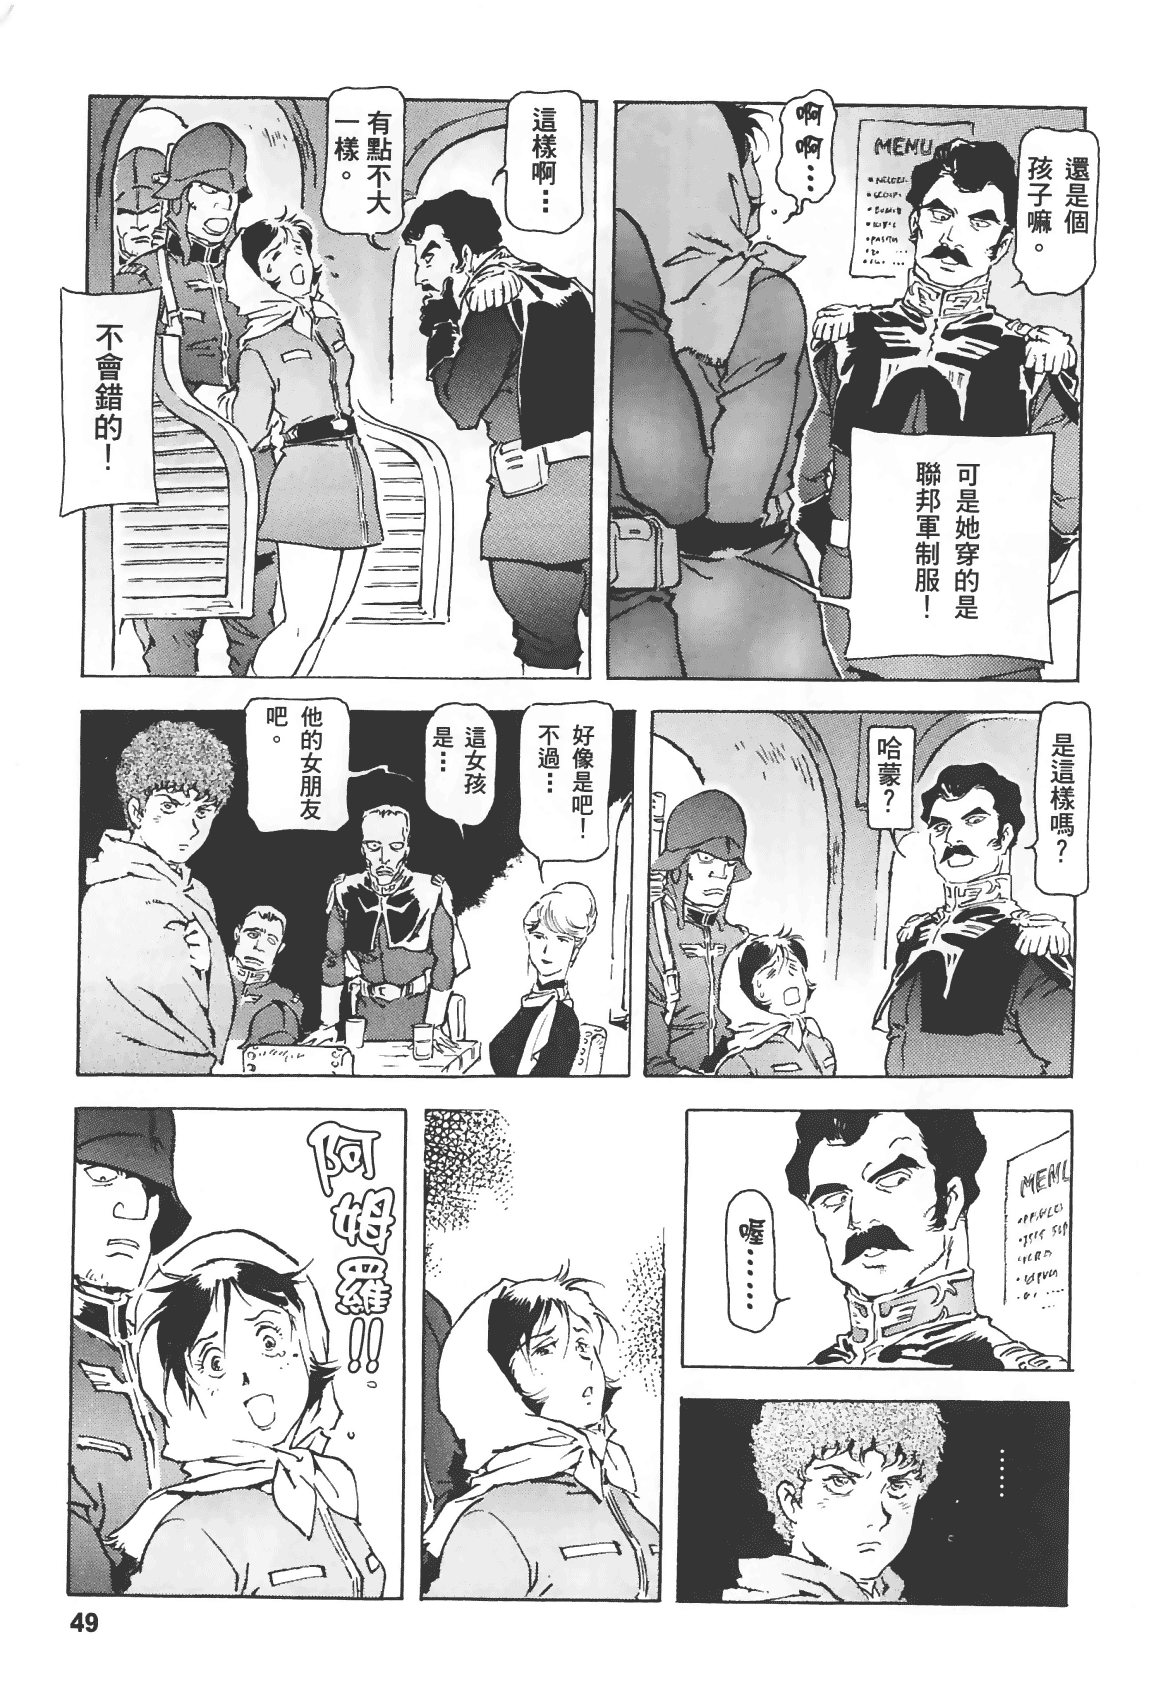 還是個
孩子嘛。
啊啊…
MENU
PASTA
可是她穿的是
聯邦軍制服！
這樣啊…
有點不大
一樣。
不會錯的！
是這樣嗎？
哈蒙？
好像是吧！
不過…
這女孩
是…
他的女朋友
吧。
喔……
MENU
……
阿姆羅!!
49